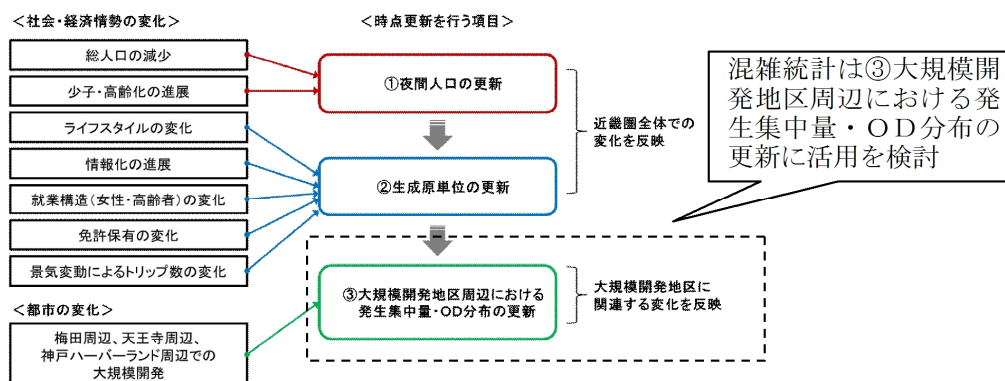 ＜社会・経済情勢の変化＞
総人口の減少
少子・高齢化の進展
ライフスタイルの変化
情報化の進展
就業構造（女性・高齢者）の変化
免許保有の変化
景気変動によるトリップ数の変化
＜都市の変化＞
梅田周辺、天王寺周辺、
神戸ハーバーランド周辺での
大規模開発
＜時点更新を行う項目＞
①夜間人口の更新
②生成原単位の更新
③大規模開発地区周辺における
発生集中量・OD分布の更新
近畿圏全体での
変化を反映
大規模開発地区に
関連する変化を反映
混雑統計は③大規模開
発地区周辺における発
生集中量・ＯＤ分布の
更新に活用を検討